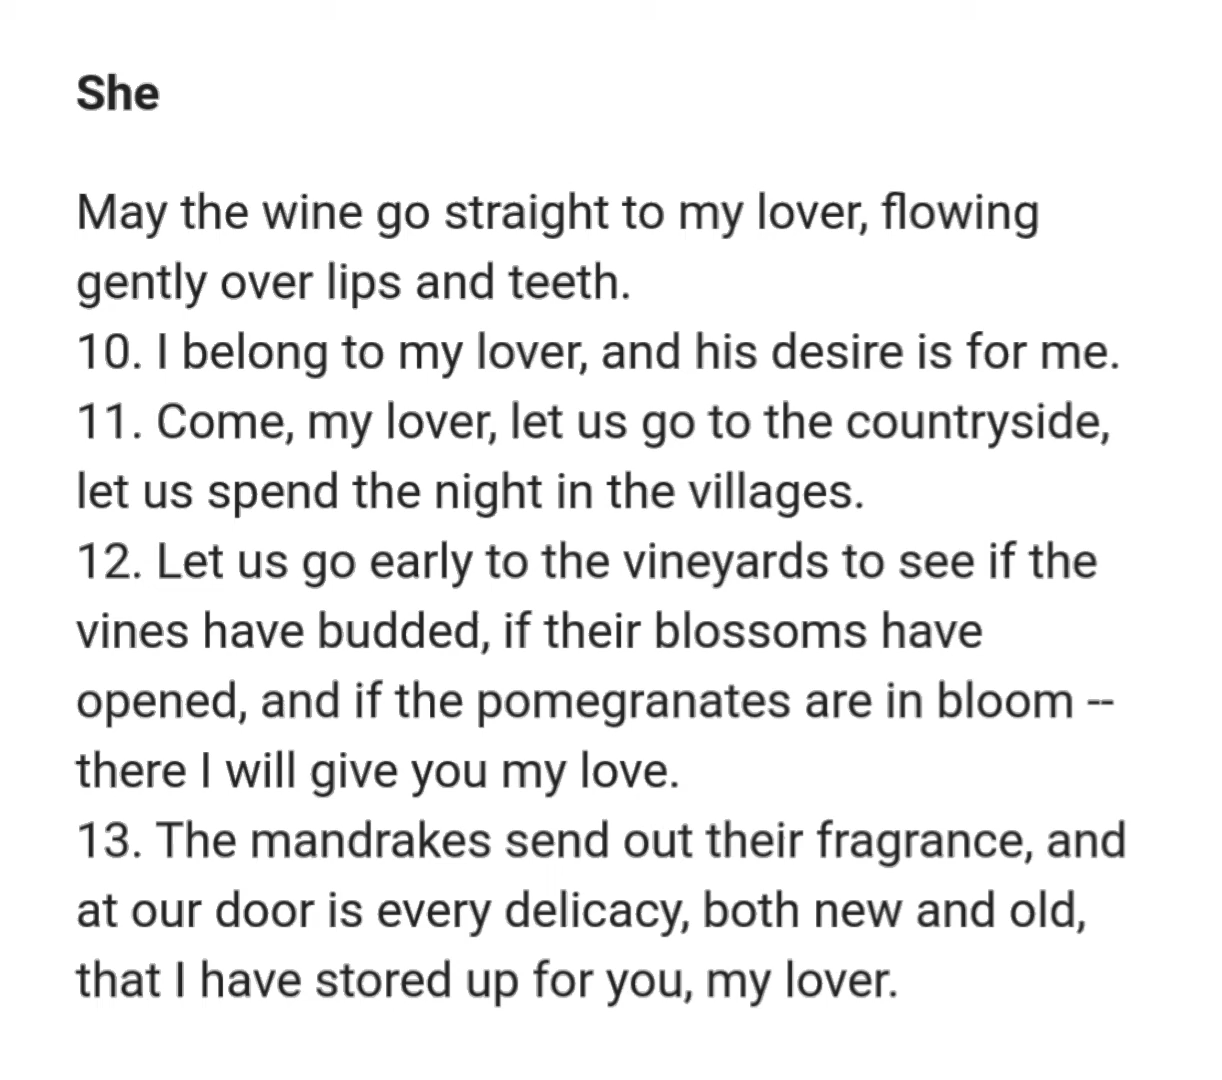 She
May the wine go straight to my lover, flowing
gently over lips and teeth.
10. I belong to my lover, and his desire is for me.
11. Come, my lover, let us go to the countryside,
let us spend the night in the villages.
12. Let us go early to the vineyards to see if the
vines have budded, if their blossoms have
opened, and if the pomegranates are in bloom --
there I will give you my love.
13. The mandrakes send out their fragrance, and
at our door is every delicacy, both new and old,
that I have stored up for you, my lover.